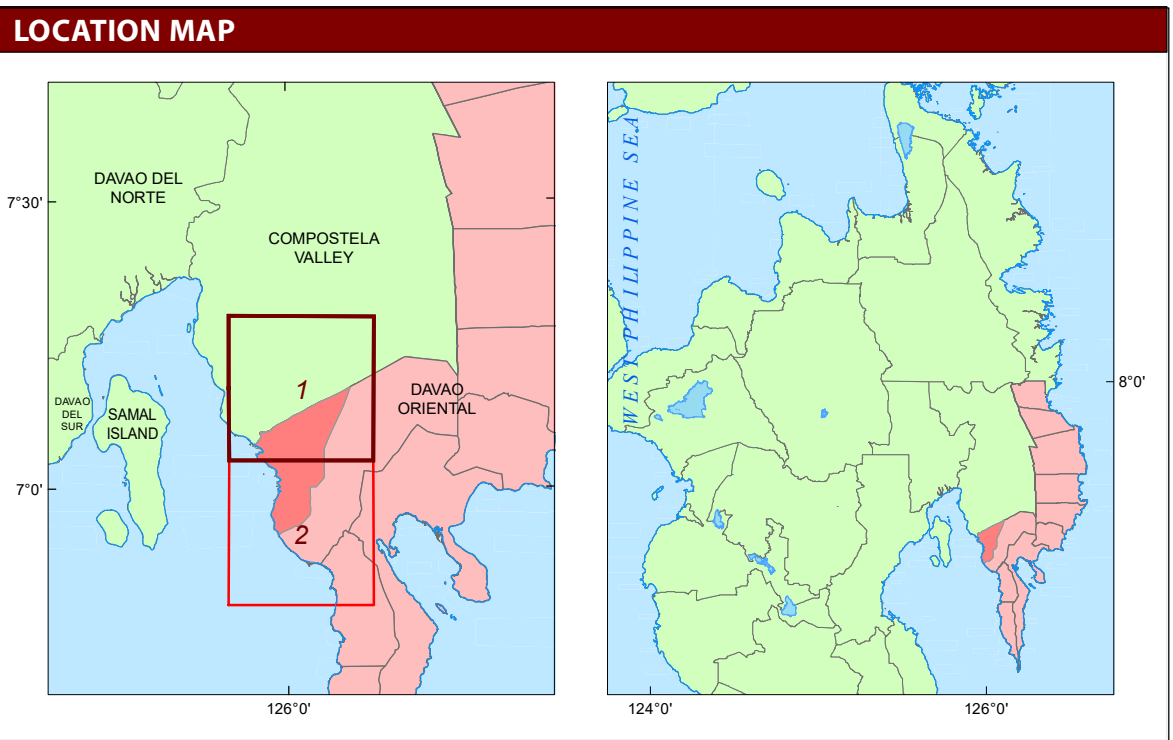 LOCATION MAP
DAVAO DEL
NORTE
7°30'
COMPOSTELA
VALLEY
1
DAVAO
ORIENTAL
DAVAO
DEL
SUR
SAMAL
ISLAND
7°0'
2
126°0'
WEST PHILIPPINE SEA
8°0'
124°0'
126°0'